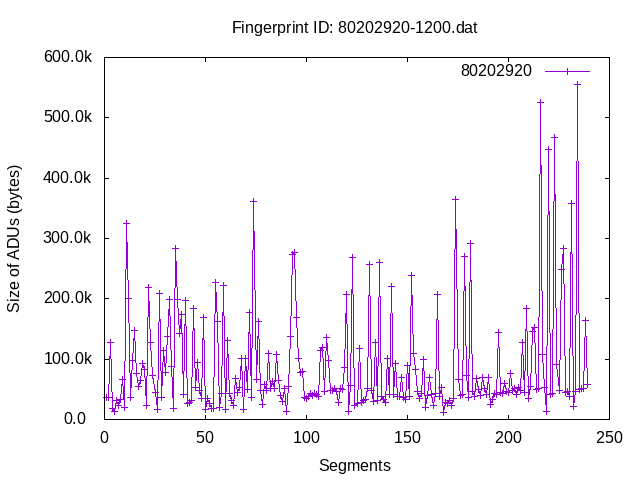 Fingerprint ID: 80202920-1200.dat
600.0k
80202920
500.0k
400.0k
300.0k
200.0k
100.0k
0.0
Size of ADUs (bytes)
0 50 100 150 200 250
Segments